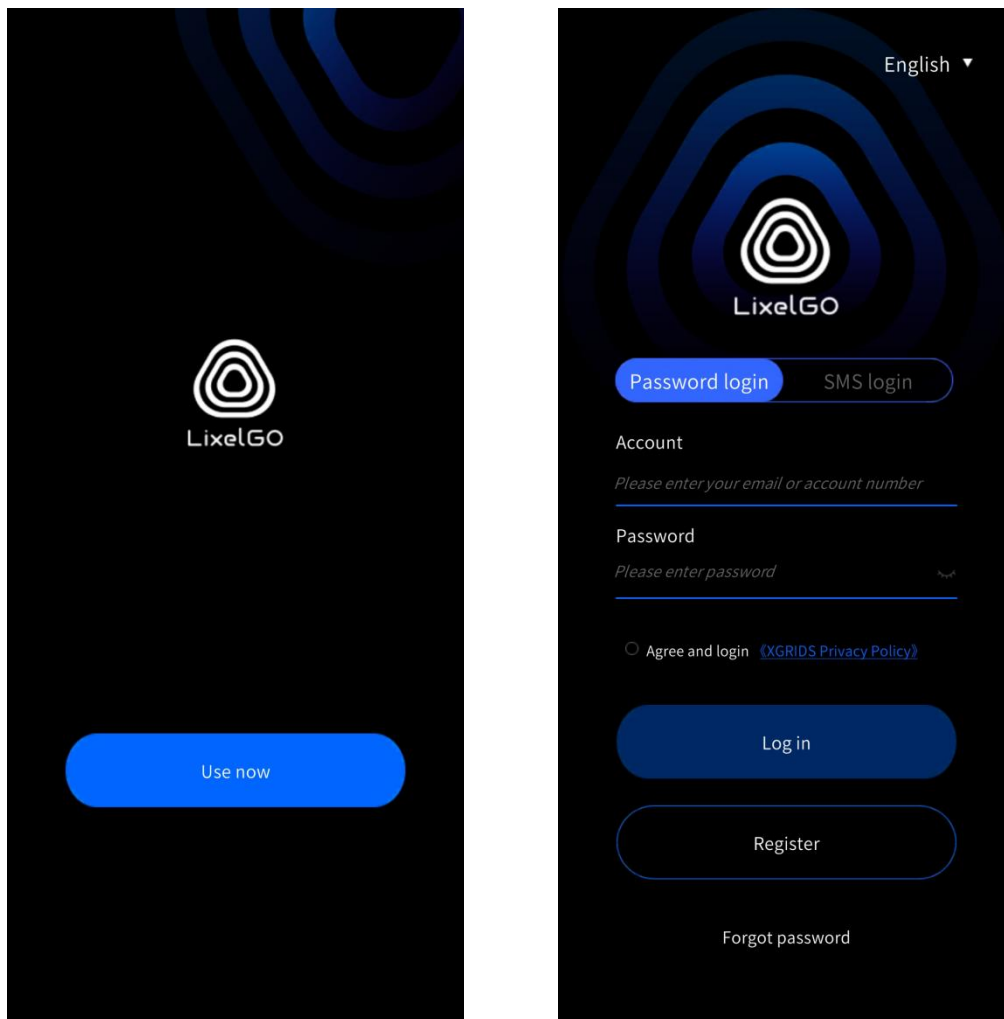 LixelGO
Use now
English ▼
LixelGO
Password login
SMS login
Account
Please enter your email or account number
Password
Please enter password
Agree and login 《XGRIDS Privacy Policy》
Log in
Register
Forgot password